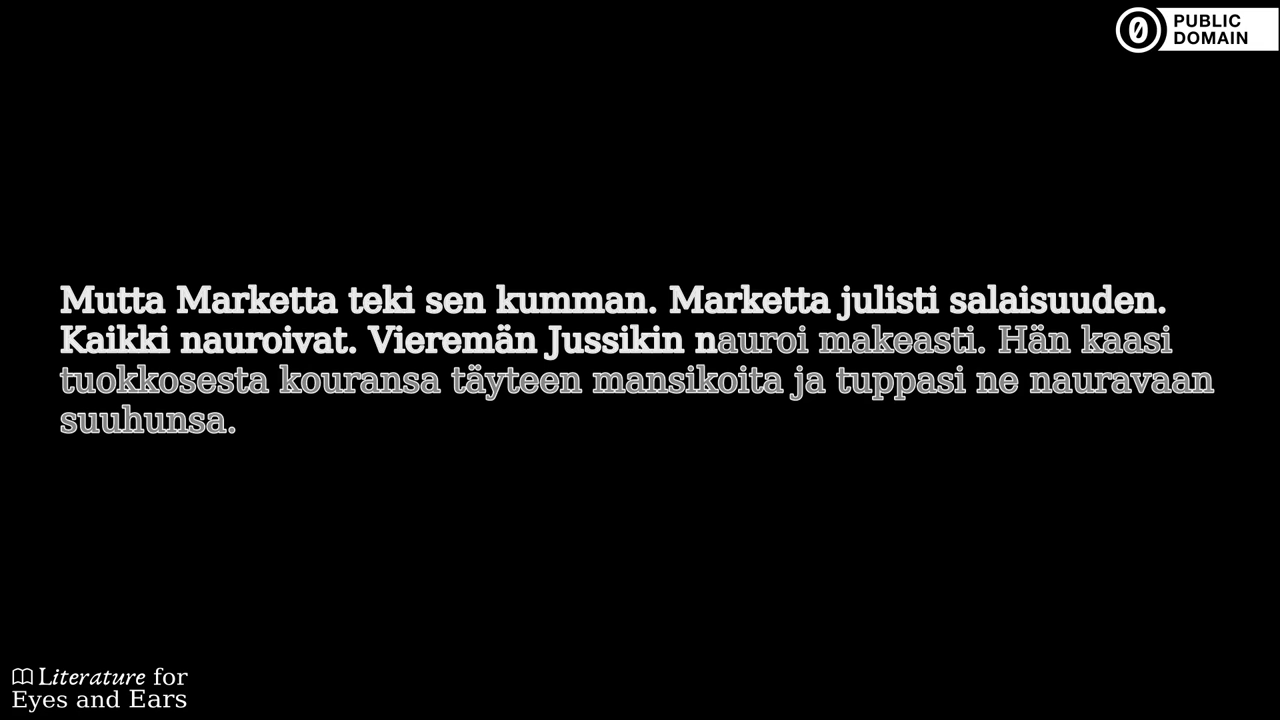 PUBLIC
DOMAIN
Mutta Marketta teki sen kumman. Marketta julisti salaisuuden.
Kaikki nauroivat. Vieremän Jussikin nauroi makeasti. Hän kaasi
tuokkosesta kouransa täyteen mansikoita ja tuppasi ne nauravaan
suuhunsa.
Literature for
Eyes and Ears